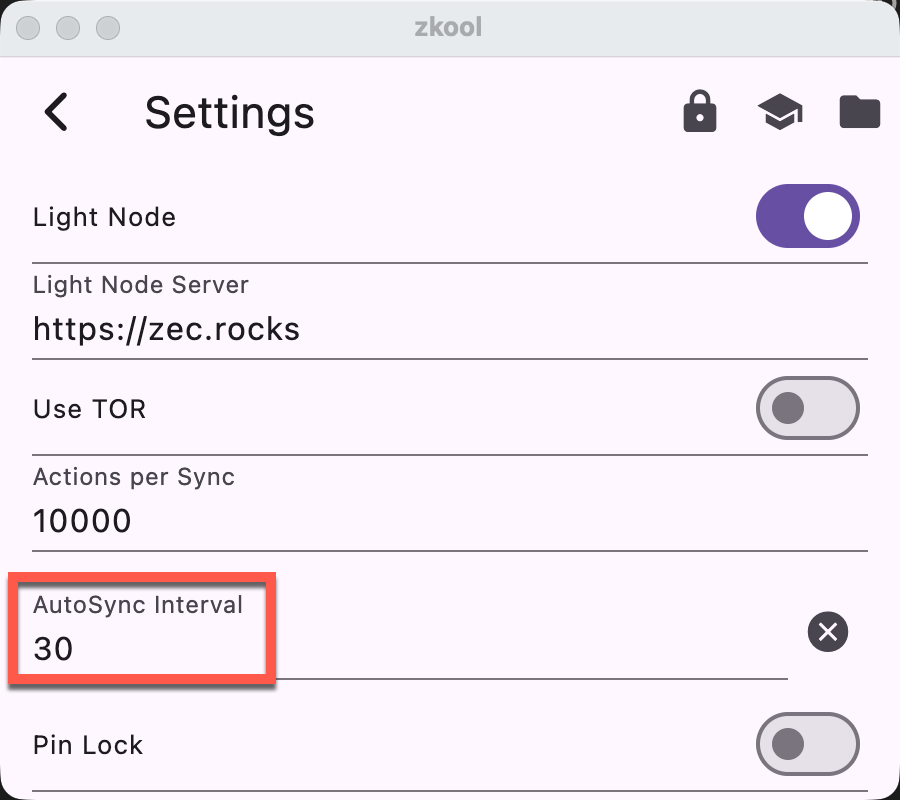 zkool
Settings
Light Node
Light Node Server
https://zec.rocks
Use TOR
Actions per Sync
10000
AutoSync Interval
30
Pin Lock